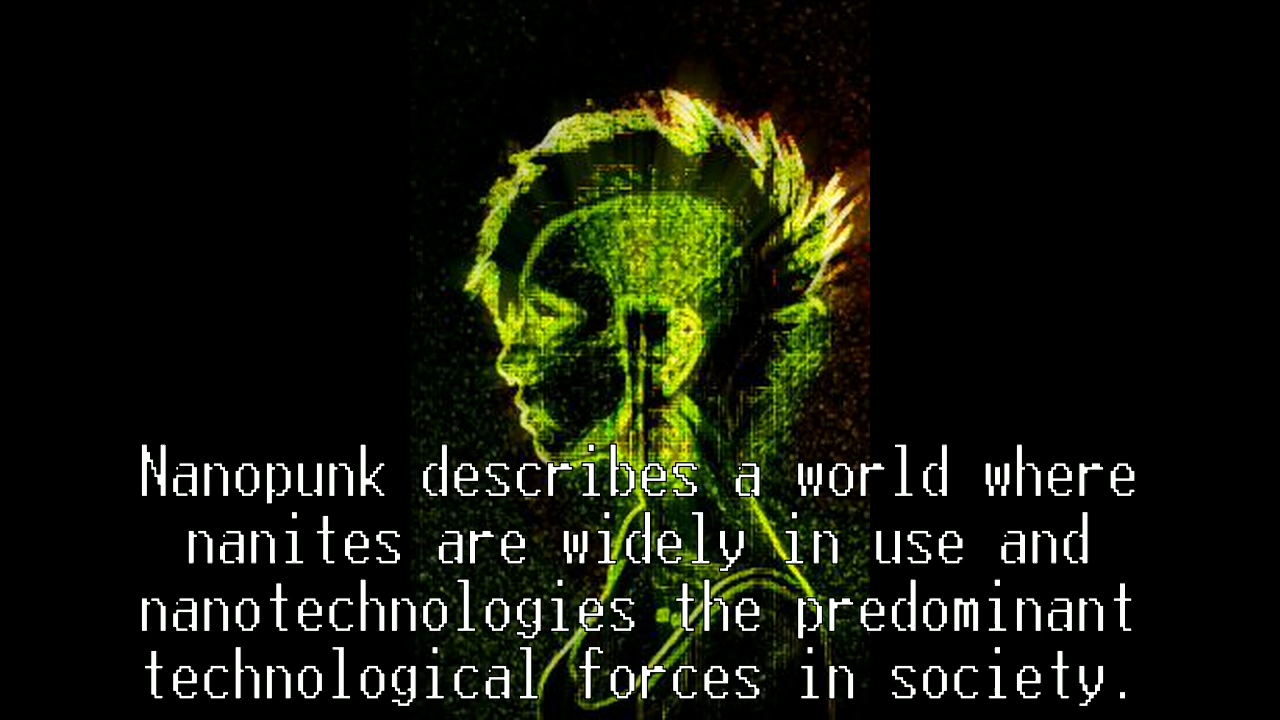 Nanopunk describes a world where
nanites are widely in use and
nanotechnologies the predominant
technological forces in society.